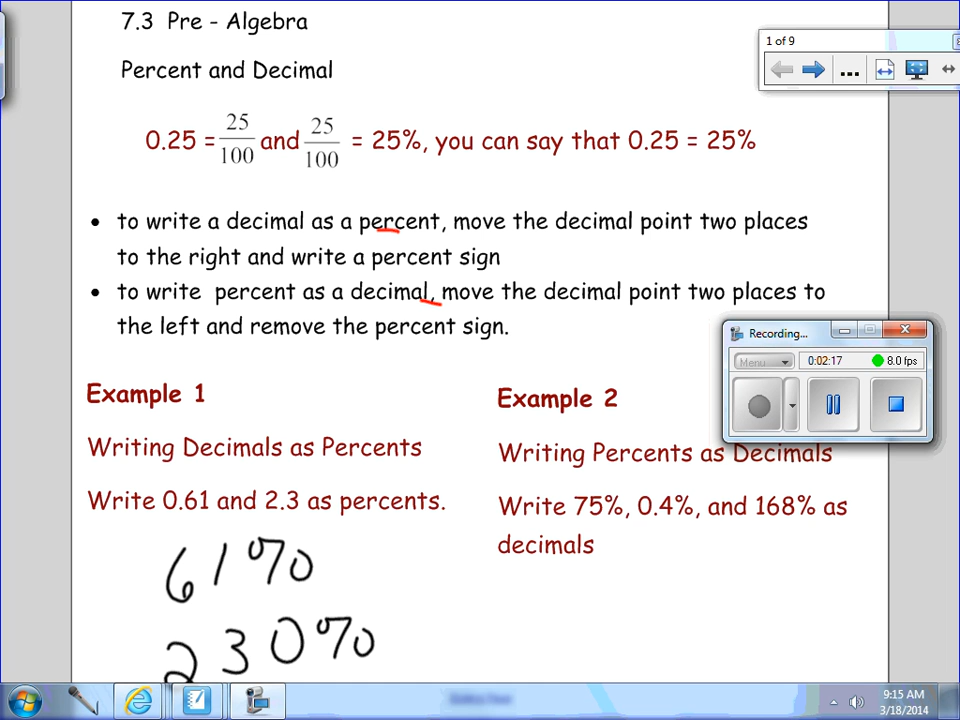 7.3 Pre - Algebra
1 of 9
Percent and Decimal
0.25 = 25/100 and 25/100 = 25%, you can say that 0.25 = 25%
• to write a decimal as a percent, move the decimal point two places
to the right and write a percent sign
• to write percent as a decimal, move the decimal point two places to
the left and remove the percent sign.
Recording...
Menu
0:02:17
8.0 fps
Example 1
Writing Decimals as Percents
Write 0.61 and 2.3 as percents.
61%
230%
Example 2
Writing Percents as Decimals
Write 75%, 0.4%, and 168% as
decimals
9:15 AM
3/18/2014